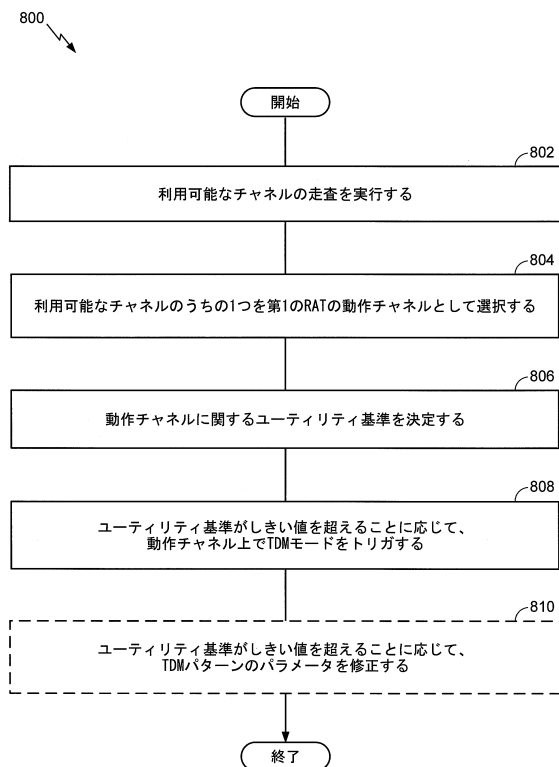 800
開始
802
利用可能なチャネルの走査を実行する
804
利用可能なチャネルのうちの1つを第1のRATの動作チャネルとして選択する
806
動作チャネルに関するユーティリティ基準を決定する
808
ユーティリティ基準がしきい値を超えることに応じて、
動作チャネル上でTDMモードをトリガする
810
ユーティリティ基準がしきい値を超えることに応じて、
TDMパターンのパラメータを修正する
終了